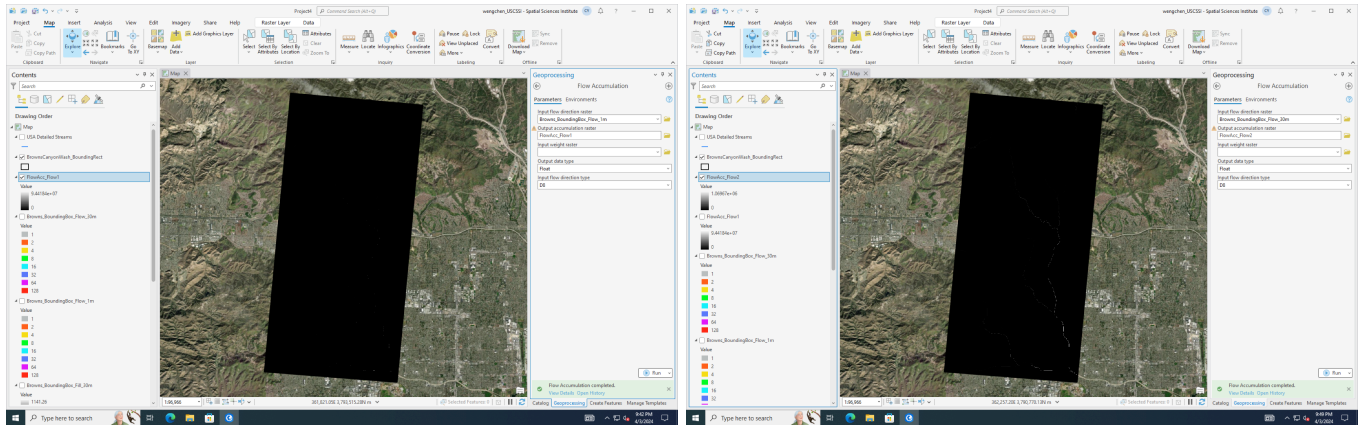 Project4
Command Search (Alt+Q)
wengchen_USCSSI - Spatial Sciences Institute
Project Map Insert Analysis View Edit Imagery Share Help Raster Layer Data
Cut
Copy
Copy Path
Paste
Explore
Bookmarks
Go To XY
Basemap
Add Data
Add Graphics Layer
Select
Select By Attributes
Select By Location
Attributes
Clear
Zoom To
Measure
Locate
Infographics
Coordinate Conversion
Pause
Lock
View Unplaced
More
Convert
Download Map
Sync
Remove
Clipboard
Navigate
Layer
Selection
Inquiry
Labeling
Offline
Contents
Search
Drawing Order
Map
USA Detailed Streams
BrownsCanyonWash_BoundingRect
FlowAcc_Flow1
Value
9.44184e+07
0
Browns_BoundingBox_Flow_30m
Value
1
2
4
8
16
32
64
128
Browns_BoundingBox_Flow_1m
Value
1
2
4
8
16
32
64
128
Browns_BoundingBox_Fill_30m
Value
1141.26
Map
1:96,960
Selected Features: 0
Geoprocessing
Flow Accumulation
Parameters Environments
Input flow direction raster
Browns_BoundingBox_Flow_1m
Output accumulation raster
FlowAcc_Flow1
Input weight raster
Output data type
Float
Input flow direction type
D8
Run
Flow Accumulation completed.
View Details Open History
Catalog Geoprocessing Create Features Manage Templates
Type here to search
9:42 PM
4/3/2024
Project4
Command Search (Alt+Q)
wengchen_USCSSI - Spatial Sciences Institute
Project Map Insert Analysis View Edit Imagery Share Help Raster Layer Data
Cut
Copy
Copy Path
Paste
Explore
Bookmarks
Go To XY
Basemap
Add Data
Add Graphics Layer
Select
Select By Attributes
Select By Location
Attributes
Clear
Zoom To
Measure
Locate
Infographics
Coordinate Conversion
Pause
Lock
View Unplaced
More
Convert
Download Map
Sync
Remove
Clipboard
Navigate
Layer
Selection
Inquiry
Labeling
Offline
Contents
Search
Drawing Order
Map
USA Detailed Streams
BrownsCanyonWash_BoundingRect
FlowAcc_Flow2
Value
0
FlowAcc_Flow1
Value
9.44184e+07
0
Browns_BoundingBox_Flow_30m
Value
1
2
4
8
16
32
64
128
Browns_BoundingBox_Flow_1m
Value
1
2
4
8
16
32
Map
1:96,960
Selected Features: 0
Geoprocessing
Flow Accumulation
Parameters Environments
Input flow direction raster
Browns_BoundingBox_Flow_30m
Output accumulation raster
FlowAcc_Flow2
Input weight raster
Output data type
Float
Input flow direction type
D8
Run
Flow Accumulation completed.
View Details Open History
Catalog Geoprocessing Create Features Manage Templates
Type here to search
9:49 PM
4/3/2024